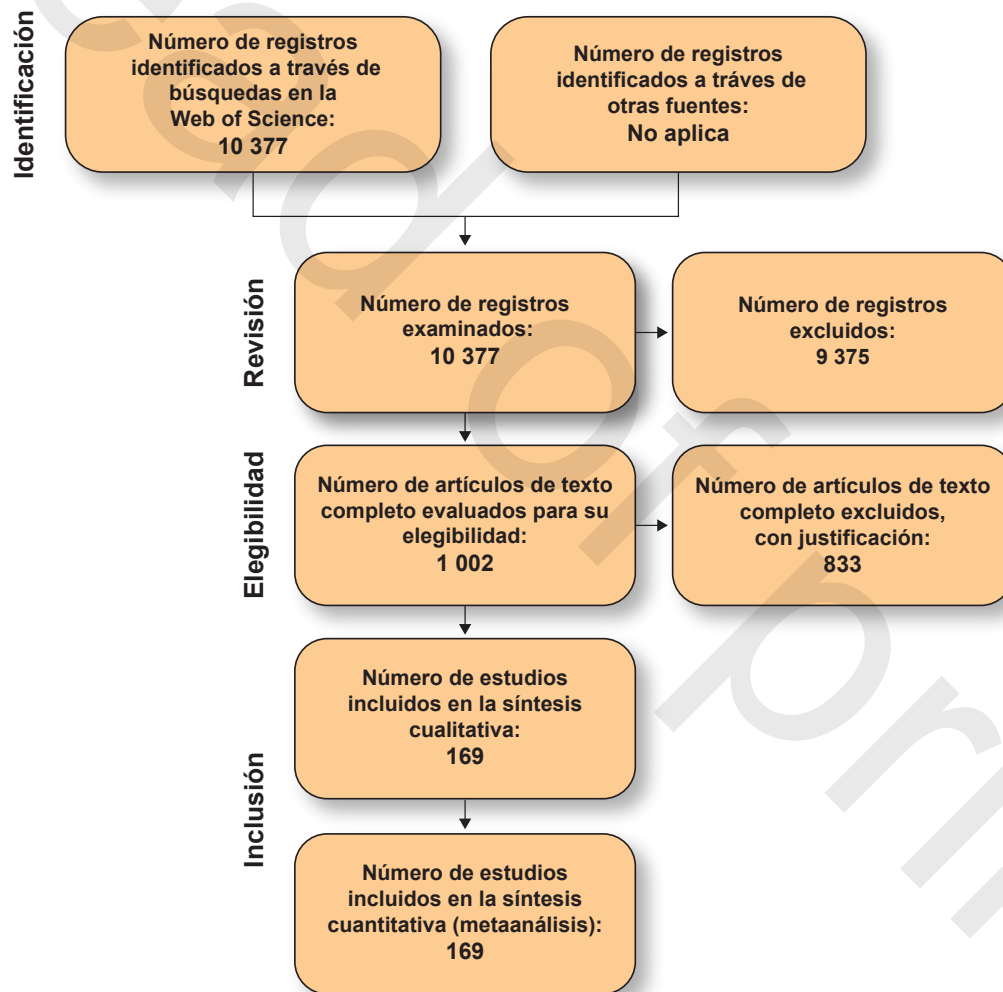 Identificación
Número de registros
identificados a través de
búsquedas en la
Web of Science:
10 377
Número de registros
identificados a tráves de
otras fuentes:
No aplica
Revisión
Número de registros
examinados:
10 377
Número de registros
excluidos:
9 375
Elegibilidad
Número de artículos de texto
completo evaluados para su
elegibilidad:
1 002
Número de artículos de texto
completo excluidos,
con justificación:
833
Inclusión
Número de estudios
incluidos en la síntesis
cualitativa:
169
Número de estudios
incluidos en la síntesis
cuantitativa (metaanálisis):
169